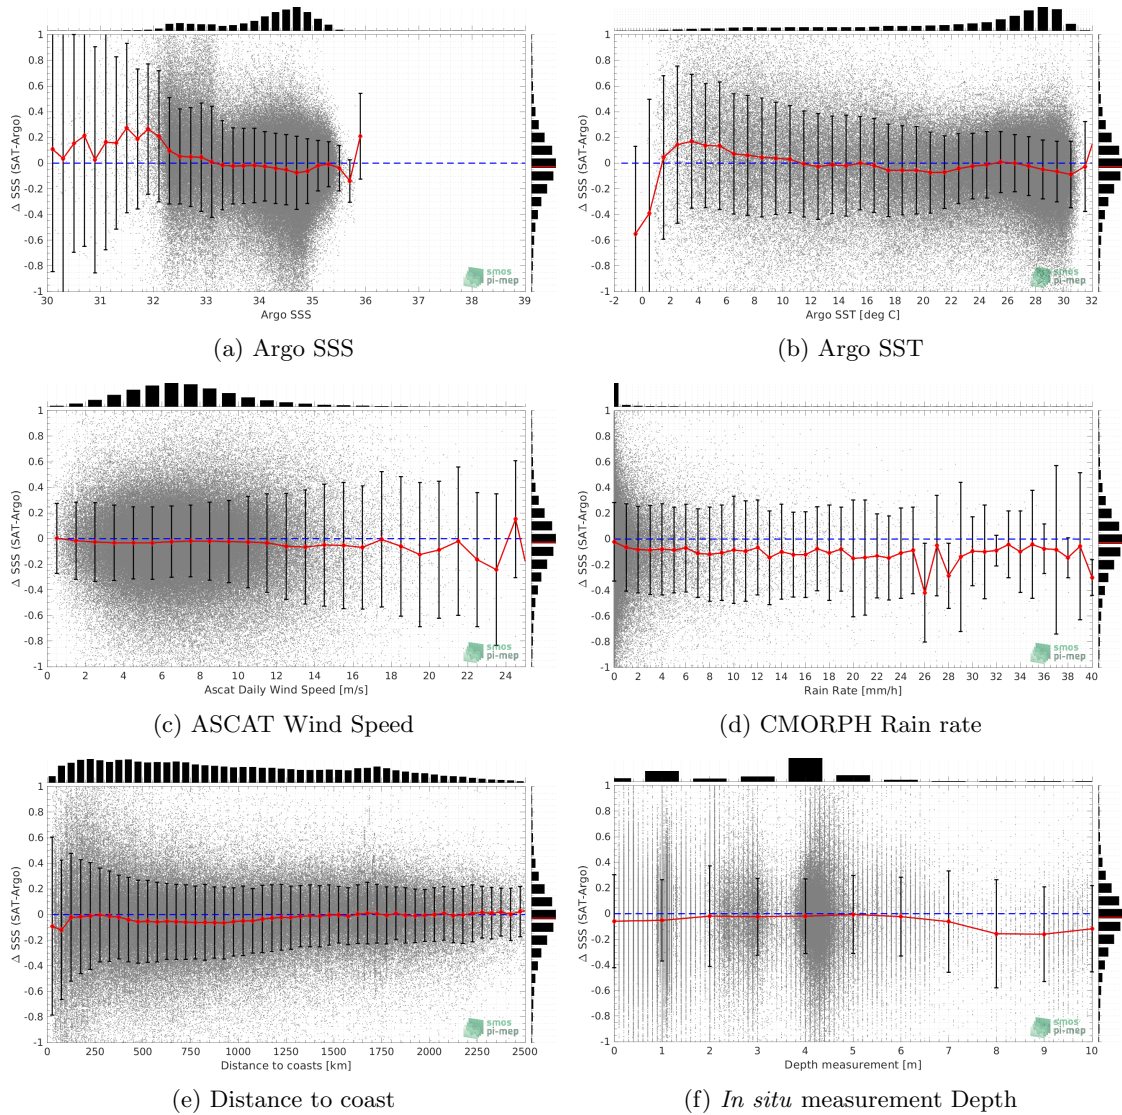 1
0.8
0.6
0.4
0.2
0
-0.2
-0.4
-0.6
-0.8
-1
Δ SSS (SAT-Argo)
smos
pi-mep
30 31 32 33 34 35 36 37 38 39
Argo SSS
(a) Argo SSS
1
0.8
0.6
0.4
0.2
0
-0.2
-0.4
-0.6
-0.8
-1
Δ SSS (SAT-Argo)
smos
pi-mep
-2 0 2 4 6 8 10 12 14 16 18 20 22 24 26 28 30 32
Argo SST [deg C]
(b) Argo SST
1
0.8
0.6
0.4
0.2
0
-0.2
-0.4
-0.6
-0.8
-1
Δ SSS (SAT-Argo)
smos
pi-mep
0 2 4 6 8 10 12 14 16 18 20 22 24
Ascat Daily Wind Speed [m/s]
(c) ASCAT Wind Speed
1
0.8
0.6
0.4
0.2
0
-0.2
-0.4
-0.6
-0.8
-1
Δ SSS (SAT-Argo)
smos
pi-mep
0 2 4 6 8 10 12 14 16 18 20 22 24 26 28 30 32 34 36 38 40
Rain Rate [mm/h]
(d) CMORPH Rain rate
1
0.8
0.6
0.4
0.2
0
-0.2
-0.4
-0.6
-0.8
-1
Δ SSS (SAT-Argo)
smos
pi-mep
0 250 500 750 1000 1250 1500 1750 2000 2250 2500
Distance to coasts [km]
(e) Distance to coast
1
0.8
0.6
0.4
0.2
0
-0.2
-0.4
-0.6
-0.8
-1
Δ SSS (SAT-Argo)
smos
pi-mep
0 1 2 3 4 5 6 7 8 9 10
Depth measurement [m]
(f) In situ measurement Depth